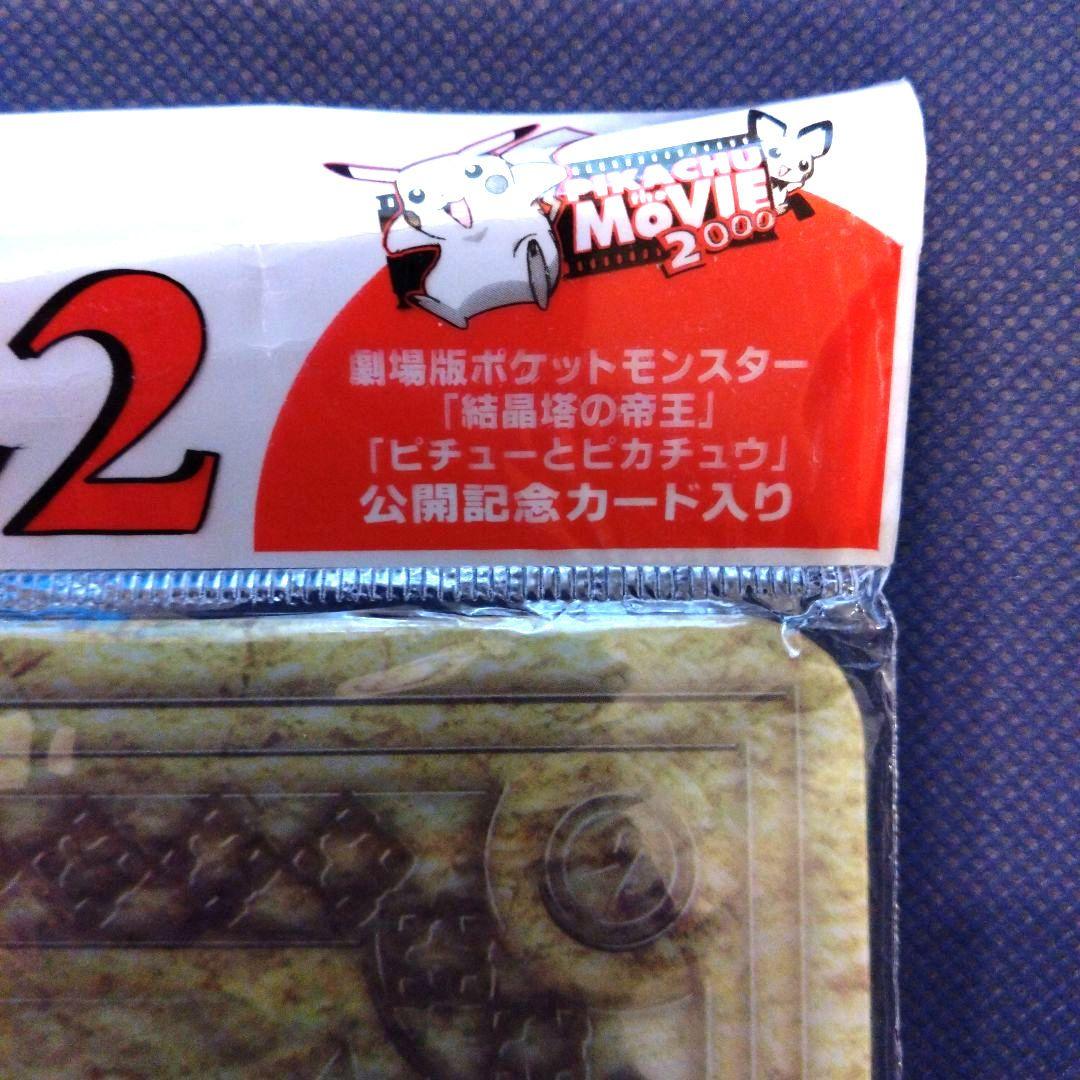 PIKACHU
the
MOVIE
2000
2
劇場版ポケットモンスター
「結晶塔の帝王」
「ピチューとピカチュウ」
公開記念カード入り